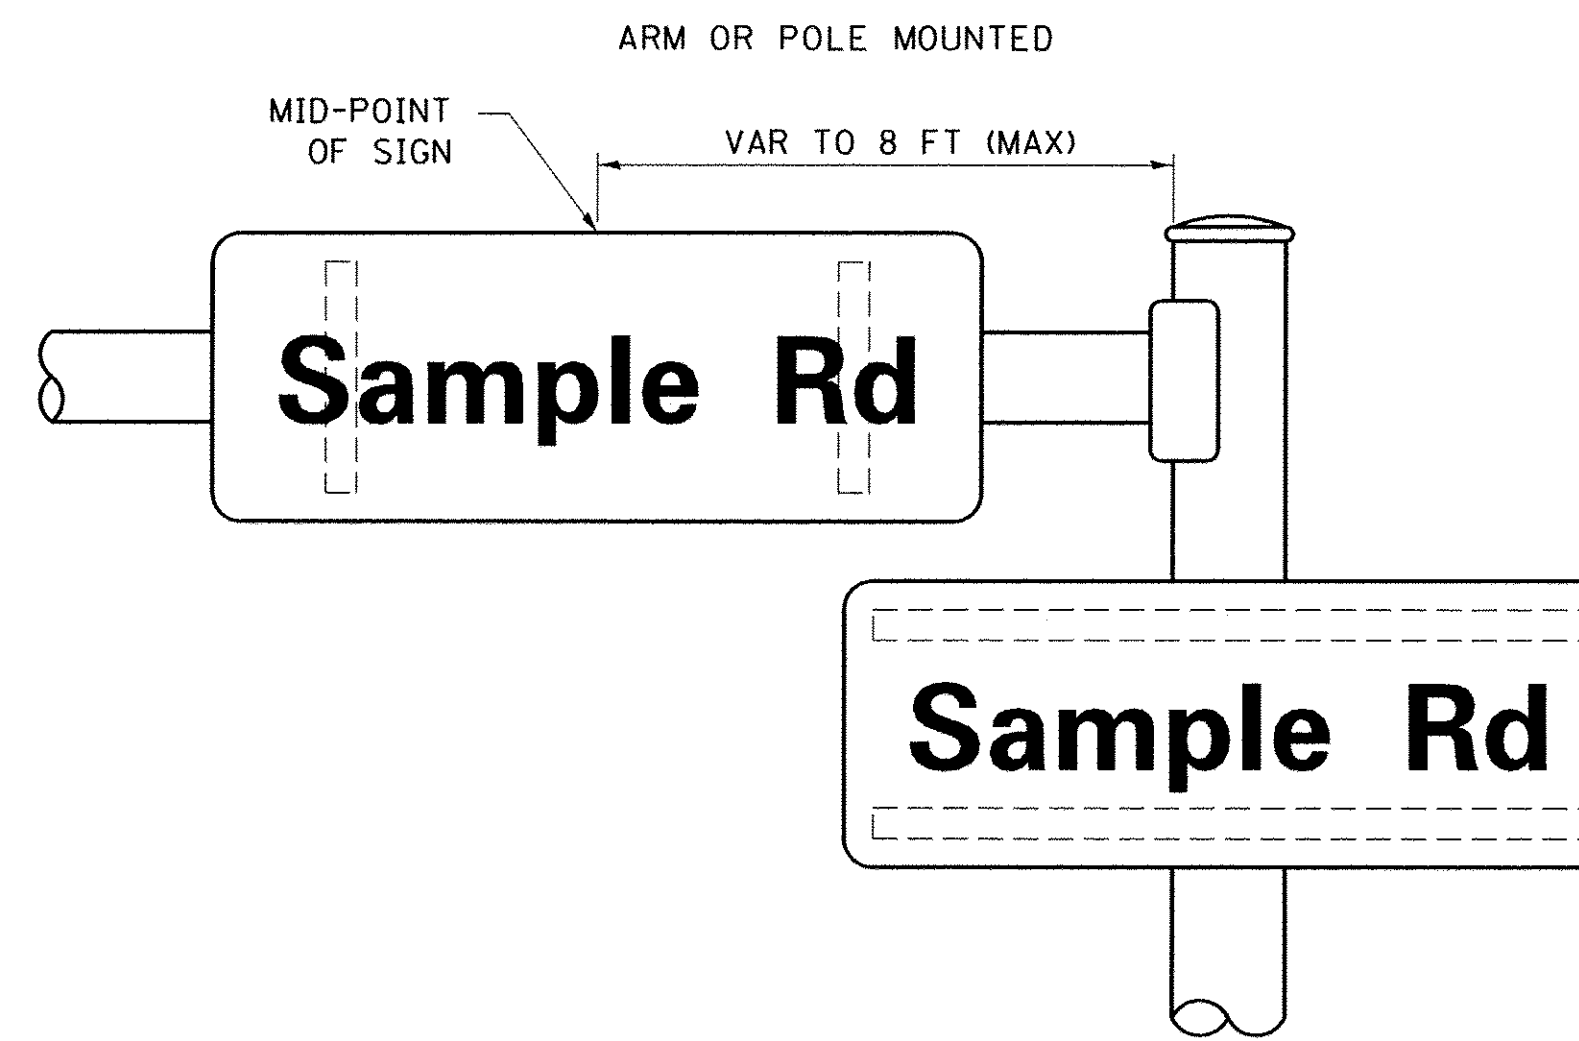 ARM OR POLE MOUNTED
MID-POINT
OF SIGN
VAR TO 8 FT (MAX)
Sample Rd
Sample Rd